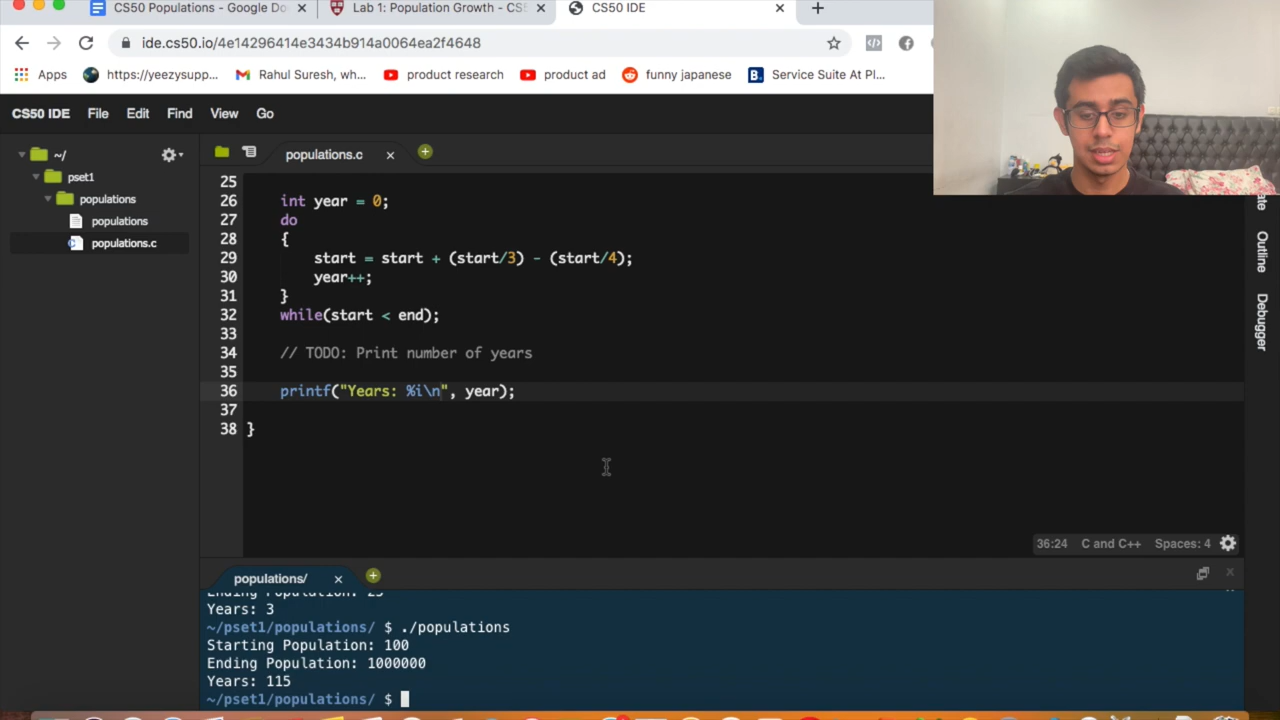 CS50 Populations - Google Do
Lab 1: Population Growth - CS5
CS50 IDE
ide.cs50.io/4e14296414e3434b914a0064ea2f4648
Apps
https://yeezysupp...
Rahul Suresh, wh...
product research
product ad
funny japanese
Service Suite At Pl...
CS50 IDE File Edit Find View Go
~/
pset1
populations
populations
populations.c
populations.c
25
26 int year = 0;
27 do
28 {
29 start = start + (start/3) - (start/4);
30 year++;
31 }
32 while(start < end);
33
34 // TODO: Print number of years
35
36 printf("Years: %i\n", year);
37
38 }
Outline
Debugger
36:24 C and C++ Spaces: 4
populations/
Years: 3
~/pset1/populations/ $ ./populations
Starting Population: 100
Ending Population: 1000000
Years: 115
~/pset1/populations/ $